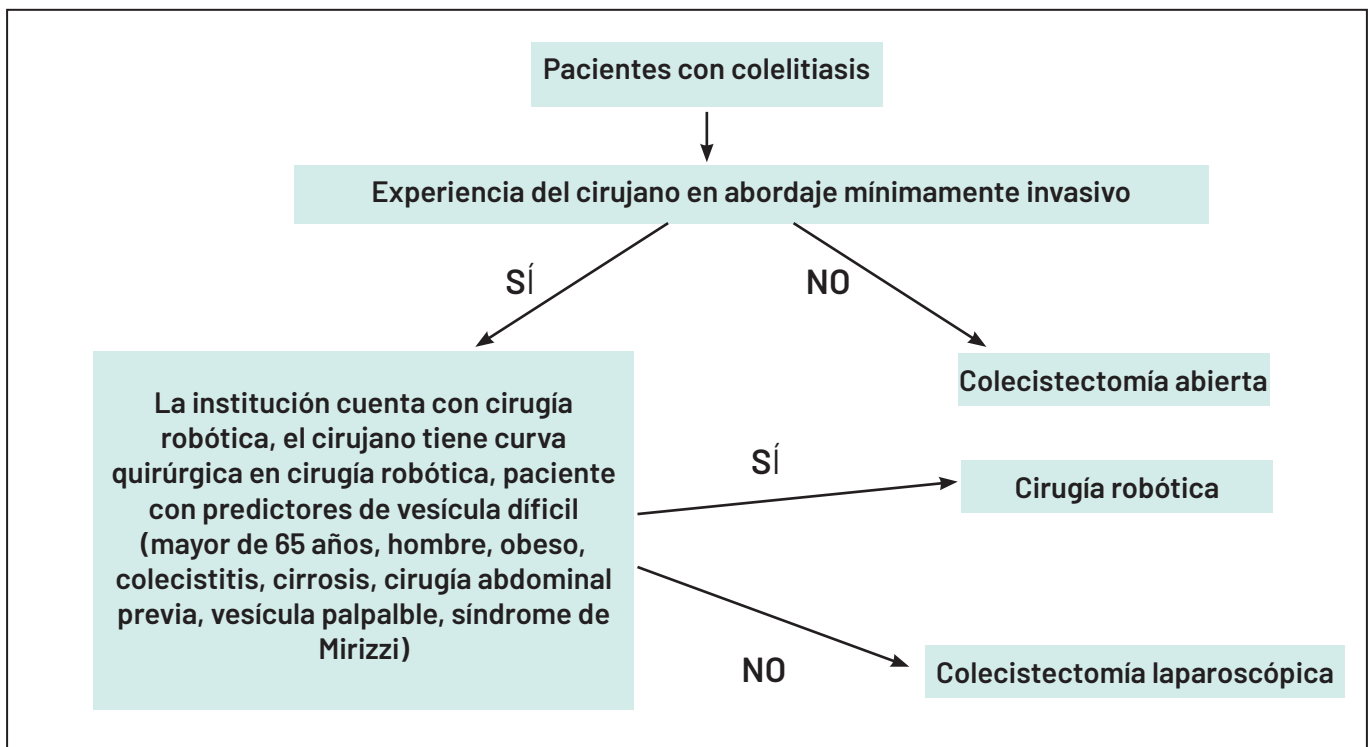 Pacientes con colelitiasis
Experiencia del cirujano en abordaje mínimamente invasivo
SÍ
NO
La institución cuenta con cirugía
robótica, el cirujano tiene curva
quirúrgica en cirugía robótica, paciente
con predictores de vesícula díficil
(mayor de 65 años, hombre, obeso,
colecistitis, cirrosis, cirugía abdominal
previa, vesícula palpalble, síndrome de
Mirizzi)
Colecistectomía abierta
SÍ
Cirugía robótica
NO
Colecistectomía laparoscópica